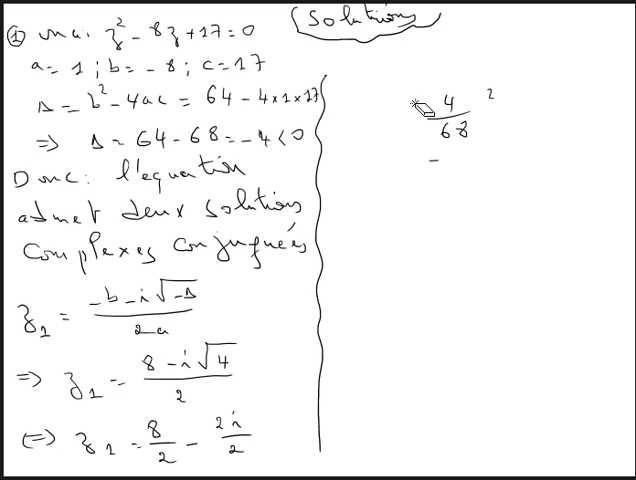 Solutions
① on a: z² - 8z + 17 = 0
a = 1 ; b = - 8 ; c = 17
Δ = b² - 4ac = 64 - 4×1×17
=> Δ = 64 - 68 = - 4 < 0
Donc: l'equation
admet deux solutions
complexes conjuguées
z₁ = (-b - i√-Δ)/2a
=> z₁ = (8 - i√4)/2
(=> z₁ = 8/2 - 2i/2
4 2
68
-